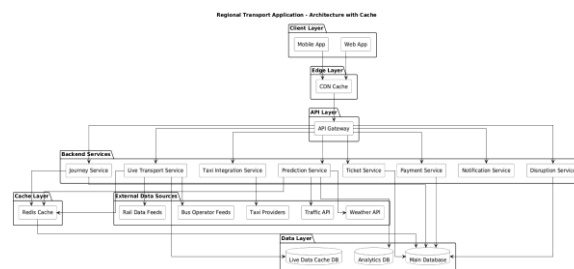 Regional Transport Application - Architecture with Cache
Client Layer
Mobile App
Web App
Edge Layer
CDN Cache
API Layer
API Gateway
Backend Services
Journey Service
Live Transport Service
Taxi Integration Service
Prediction Service
Ticket Service
Payment Service
Notification Service
Disruption Service
Cache Layer
Redis Cache
External Data Sources
Rail Data Feeds
Bus Operator Feeds
Taxi Providers
Traffic API
Weather API
Data Layer
Live Data Cache DB
Analytics DB
Main Database